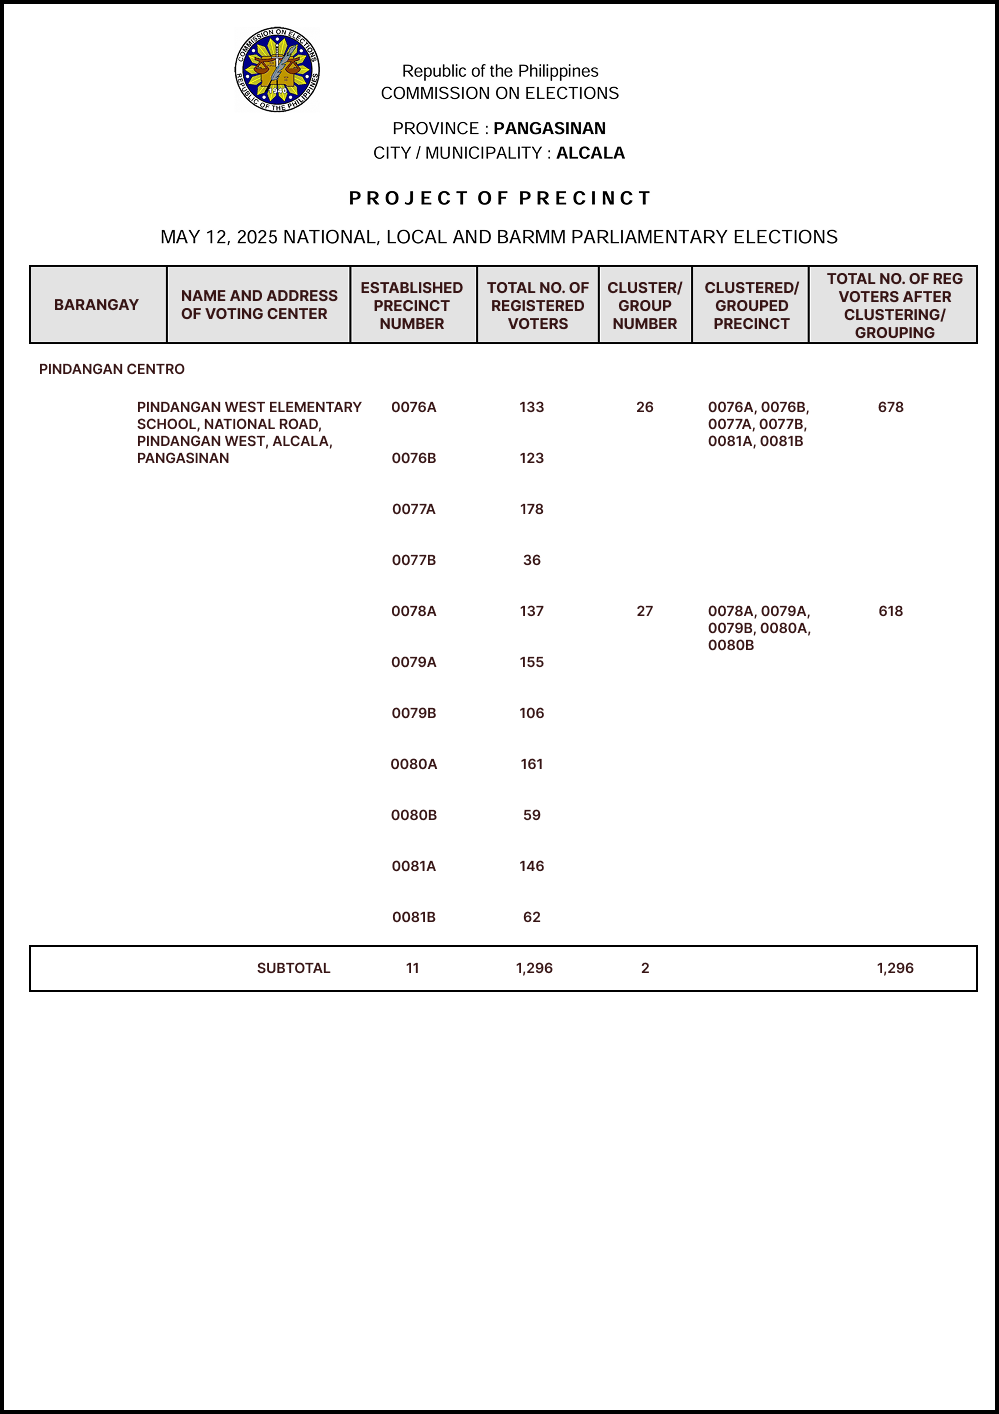 COMMISSION ON ELECTIONS
1940
REPUBLIC OF THE PHILIPPINES
Republic of the Philippines
COMMISSION ON ELECTIONS
PROVINCE : PANGASINAN
CITY / MUNICIPALITY : ALCALA
PROJECT OF PRECINCT
MAY 12, 2025 NATIONAL, LOCAL AND BARMM PARLIAMENTARY ELECTIONS
BARANGAY
NAME AND ADDRESS
OF VOTING CENTER
ESTABLISHED
PRECINCT
NUMBER
TOTAL NO. OF
REGISTERED
VOTERS
CLUSTER/
GROUP
NUMBER
CLUSTERED/
GROUPED
PRECINCT
TOTAL NO. OF REG
VOTERS AFTER
CLUSTERING/
GROUPING
PINDANGAN CENTRO
PINDANGAN WEST ELEMENTARY 0076A 133 26 0076A, 0076B, 678
SCHOOL, NATIONAL ROAD, 0077A, 0077B,
PINDANGAN WEST, ALCALA, 0081A, 0081B
PANGASINAN 0076B 123
0077A 178
0077B 36
0078A 137 27 0078A, 0079A, 618
0079B, 0080A,
0080B
0079A 155
0079B 106
0080A 161
0080B 59
0081A 146
0081B 62
SUBTOTAL 11 1,296 2 1,296